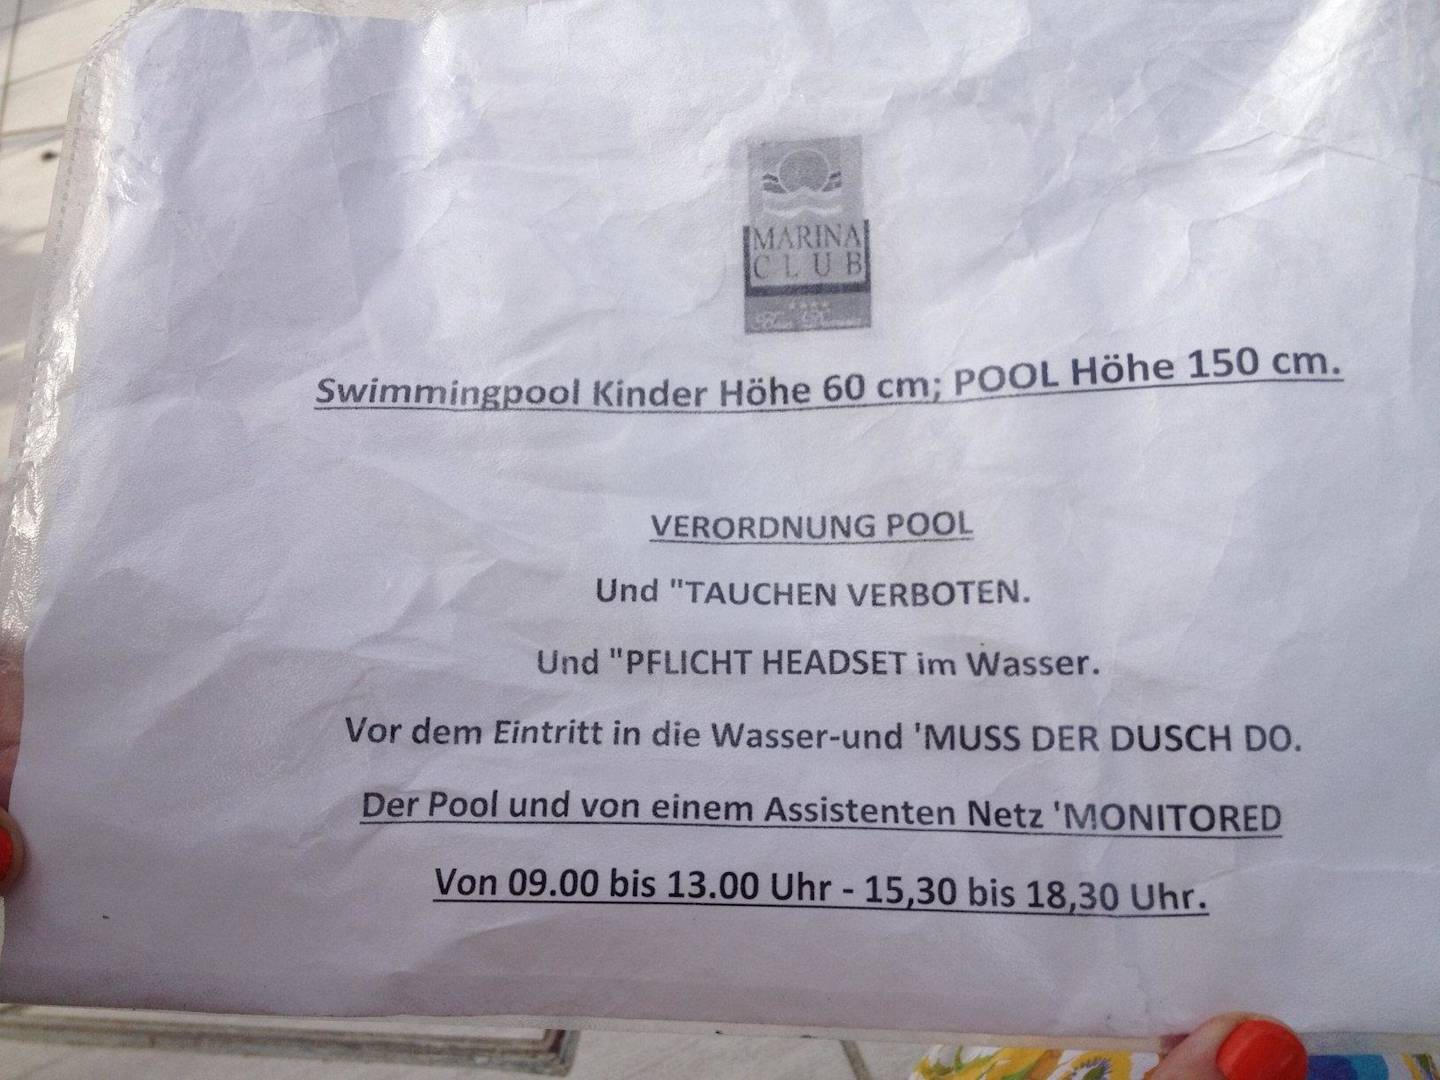 MARINA
CLUB
Swimmingpool Kinder Höhe 60 cm; POOL Höhe 150 cm.
VERORDNUNG POOL
Und "TAUCHEN VERBOTEN.
Und "PFLICHT HEADSET im Wasser.
Vor dem Eintritt in die Wasser-und 'MUSS DER DUSCH DO.
Der Pool und von einem Assistenten Netz 'MONITORED
Von 09.00 bis 13.00 Uhr - 15,30 bis 18,30 Uhr.